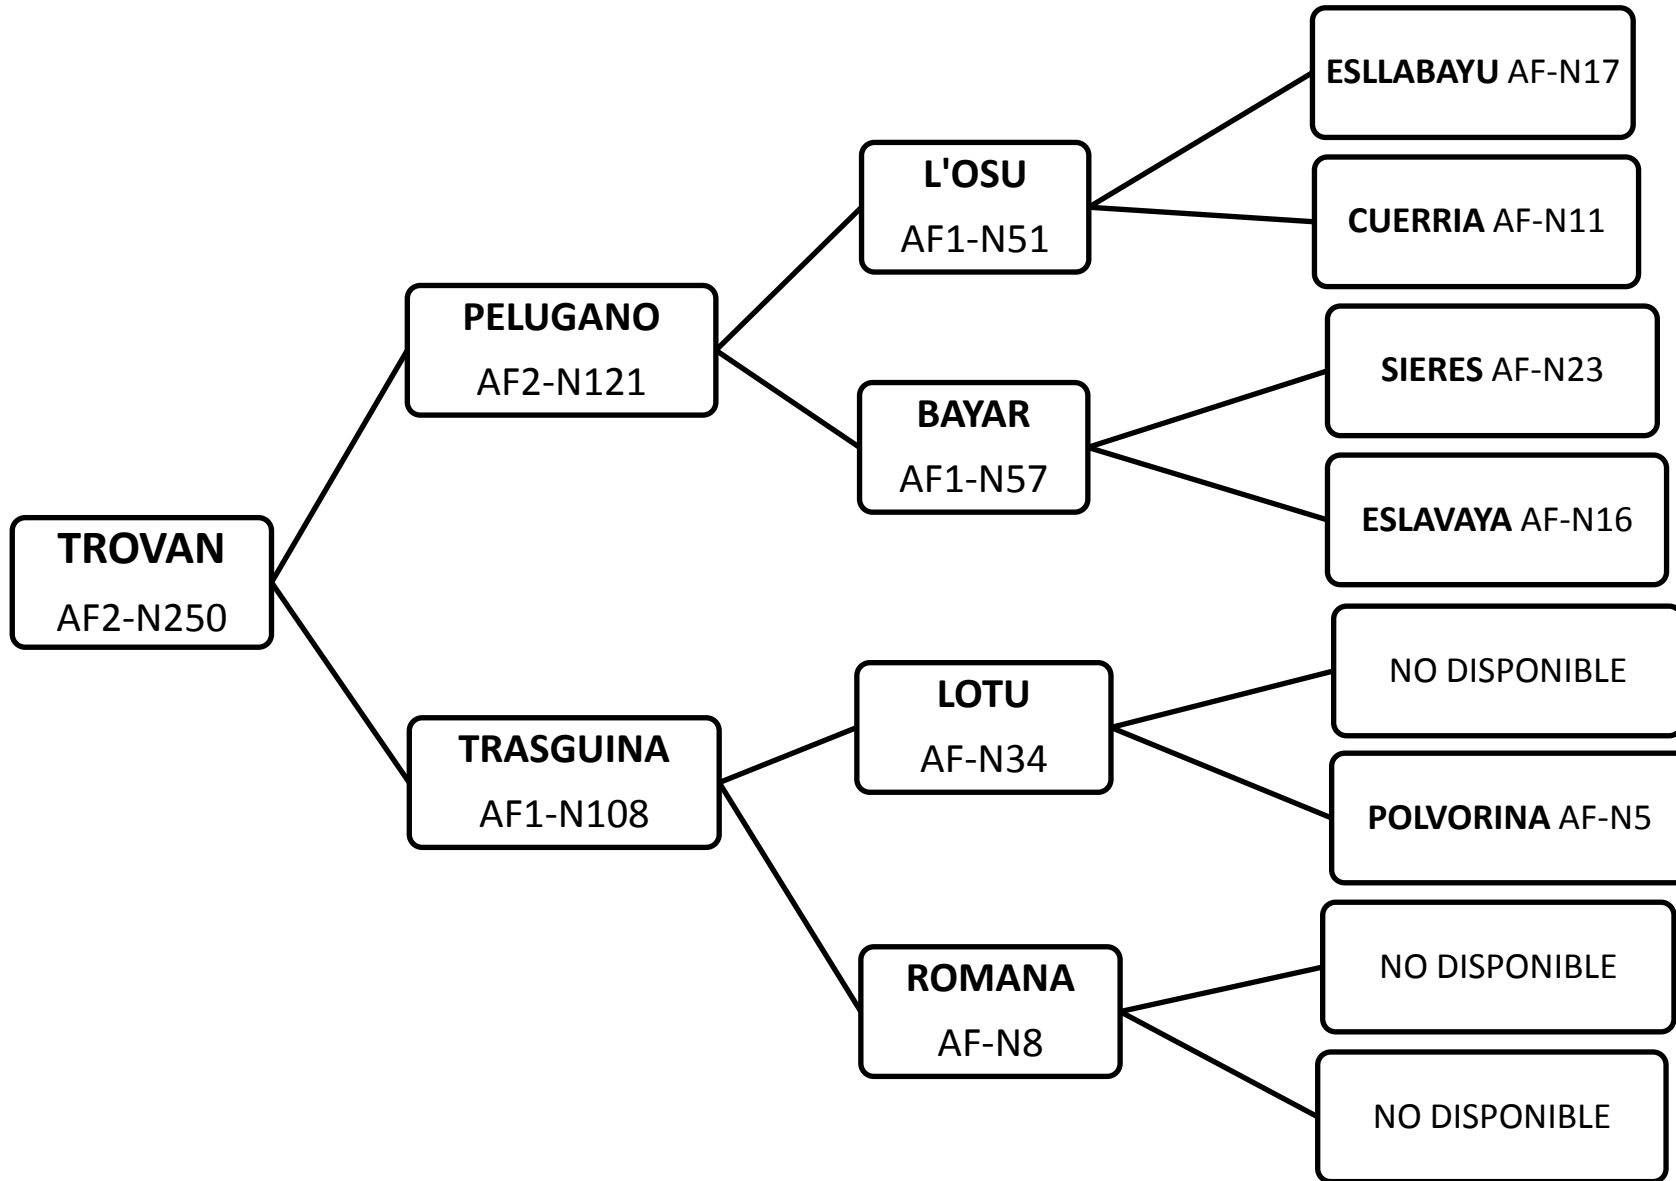 TROVAN
AF2-N250
PELUGANO
AF2-N121
TRASGUINA
AF1-N108
L'OSU
AF1-N51
BAYAR
AF1-N57
LOTU
AF-N34
ROMANA
AF-N8
ESLLABAYU AF-N17
CUERRIA AF-N11
SIERES AF-N23
ESLAVAYA AF-N16
NO DISPONIBLE
POLVORINA AF-N5
NO DISPONIBLE
NO DISPONIBLE